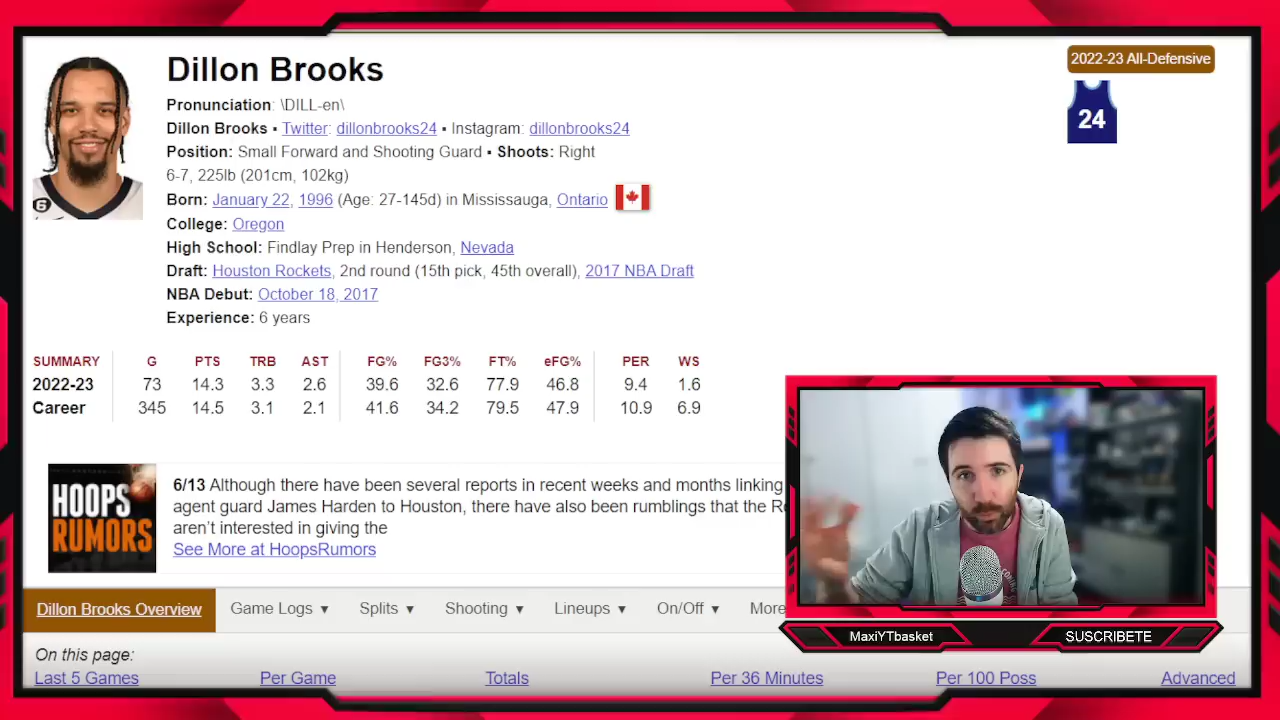 Dillon Brooks
2022-23 All-Defensive
24
Pronunciation: \DILL-en\
Dillon Brooks ▪ Twitter: dillonbrooks24 ▪ Instagram: dillonbrooks24
Position: Small Forward and Shooting Guard ▪ Shoots: Right
6-7, 225lb (201cm, 102kg)
Born: January 22, 1996 (Age: 27-145d) in Mississauga, Ontario
College: Oregon
High School: Findlay Prep in Henderson, Nevada
Draft: Houston Rockets, 2nd round (15th pick, 45th overall), 2017 NBA Draft
NBA Debut: October 18, 2017
Experience: 6 years
6
SUMMARY G PTS TRB AST FG% FG3% FT% eFG% PER WS
2022-23 73 14.3 3.3 2.6 39.6 32.6 77.9 46.8 9.4 1.6
Career 345 14.5 3.1 2.1 41.6 34.2 79.5 47.9 10.9 6.9
HOOPS
RUMORS
6/13 Although there have been several reports in recent weeks and months linking
agent guard James Harden to Houston, there have also been rumblings that the
aren't interested in giving the
See More at HoopsRumors
Dillon Brooks Overview Game Logs ▼ Splits ▼ Shooting ▼ Lineups ▼ On/Off ▼ More
MaxiYTbasket
SUSCRIBETE
On this page:
Last 5 Games Per Game Totals Per 36 Minutes Per 100 Poss Advanced